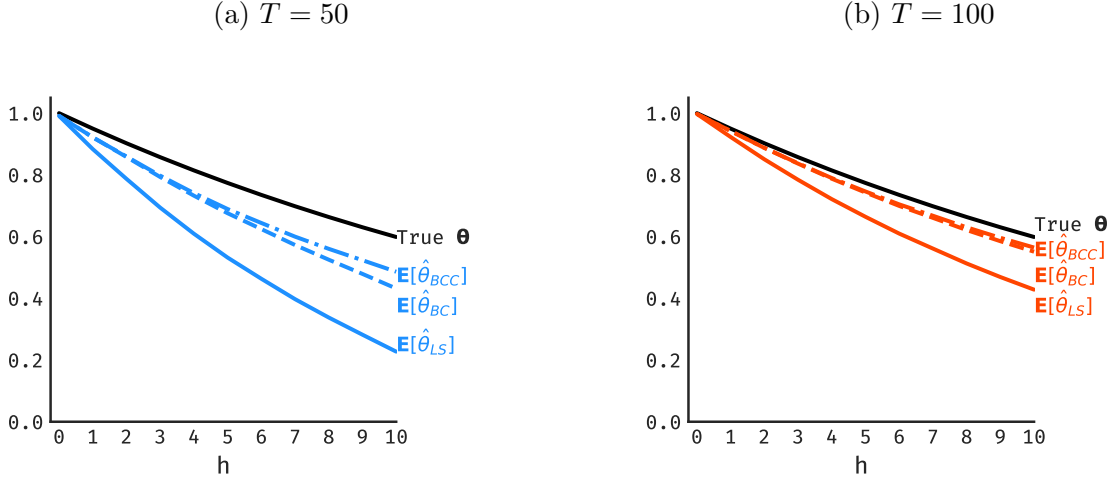 (a) T = 50
1.0
0.8
0.6
0.4
0.2
0.0
0 1 2 3 4 5 6 7 8 9 10
h
True θ
E[θ̂_BCC]
E[θ̂_BC]
E[θ̂_LS]
(b) T = 100
1.0
0.8
0.6
0.4
0.2
0.0
0 1 2 3 4 5 6 7 8 9 10
h
True θ
E[θ̂_BCC]
E[θ̂_BC]
E[θ̂_LS]